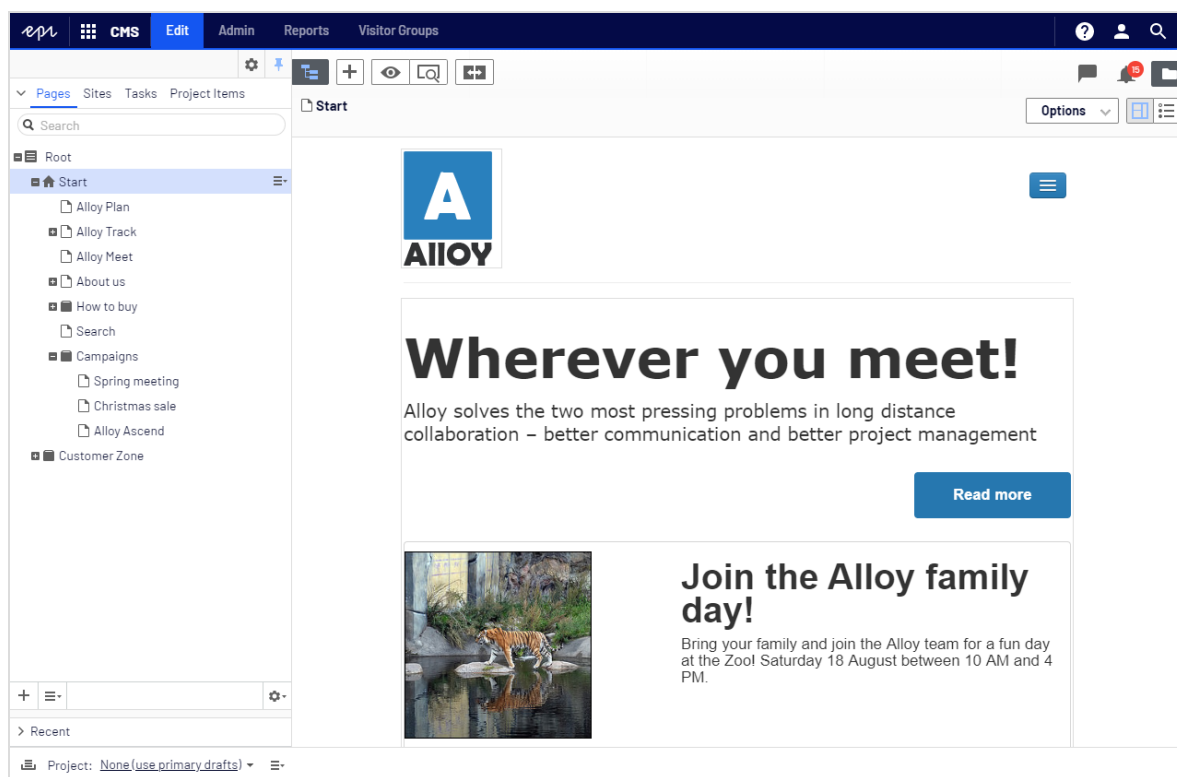 epi CMS Edit Admin Reports Visitor Groups
15
Pages Sites Tasks Project Items
Start
Options
Search
Root
Start
Alloy Plan
Alloy Track
Alloy Meet
About us
How to buy
Search
Campaigns
Spring meeting
Christmas sale
Alloy Ascend
Customer Zone
+
Recent
Project: None (use primary drafts)
A
AllOY
Wherever you meet!
Alloy solves the two most pressing problems in long distance
collaboration – better communication and better project management
Read more
Join the Alloy family
day!
Bring your family and join the Alloy team for a fun day
at the Zoo! Saturday 18 August between 10 AM and 4
PM.